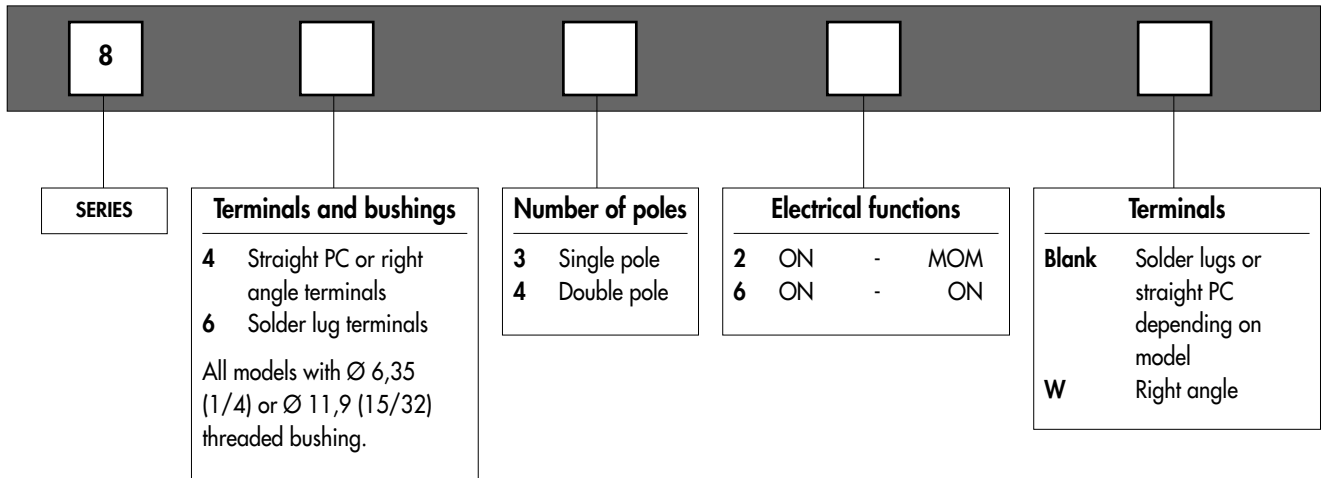 8
SERIES
Terminals and bushings
4 Straight PC or right
angle terminals
6 Solder lug terminals
All models with Ø 6,35
(1/4) or Ø 11,9 (15/32)
threaded bushing.
Number of poles
3 Single pole
4 Double pole
Electrical functions
2 ON - MOM
6 ON - ON
Terminals
Blank Solder lugs or
straight PC
depending on
model
W Right angle